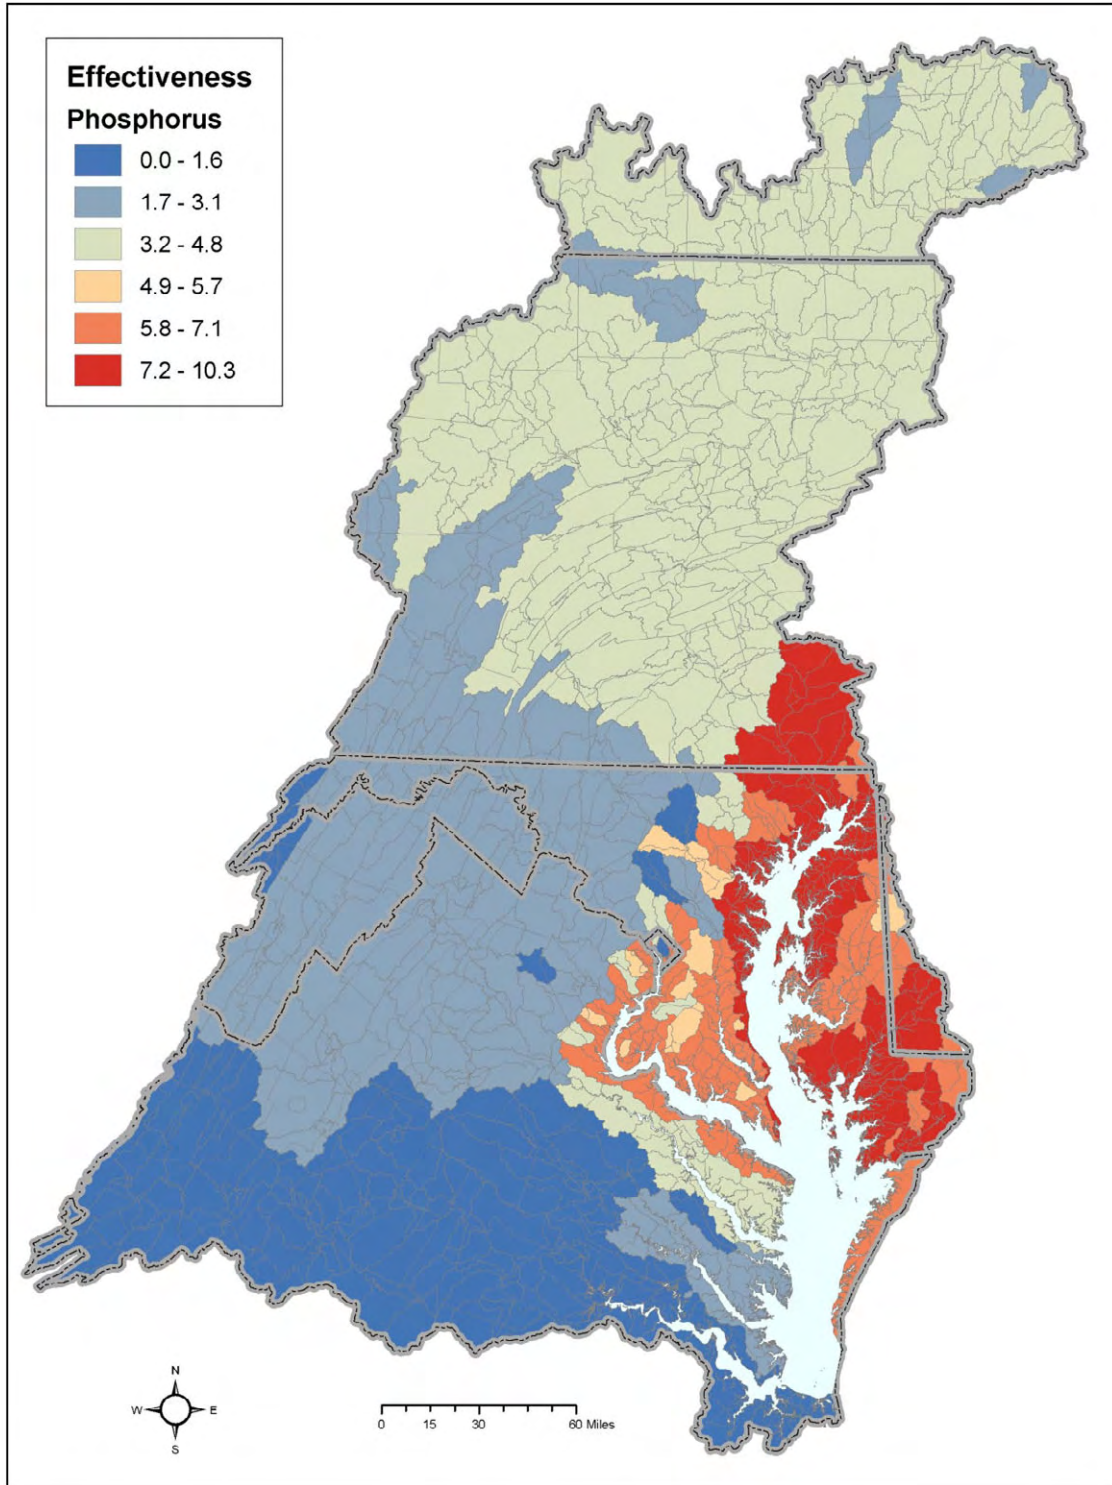 Effectiveness
Phosphorus
0.0 - 1.6
1.7 - 3.1
3.2 - 4.8
4.9 - 5.7
5.8 - 7.1
7.2 - 10.3
N
W E
S
0 15 30 60 Miles